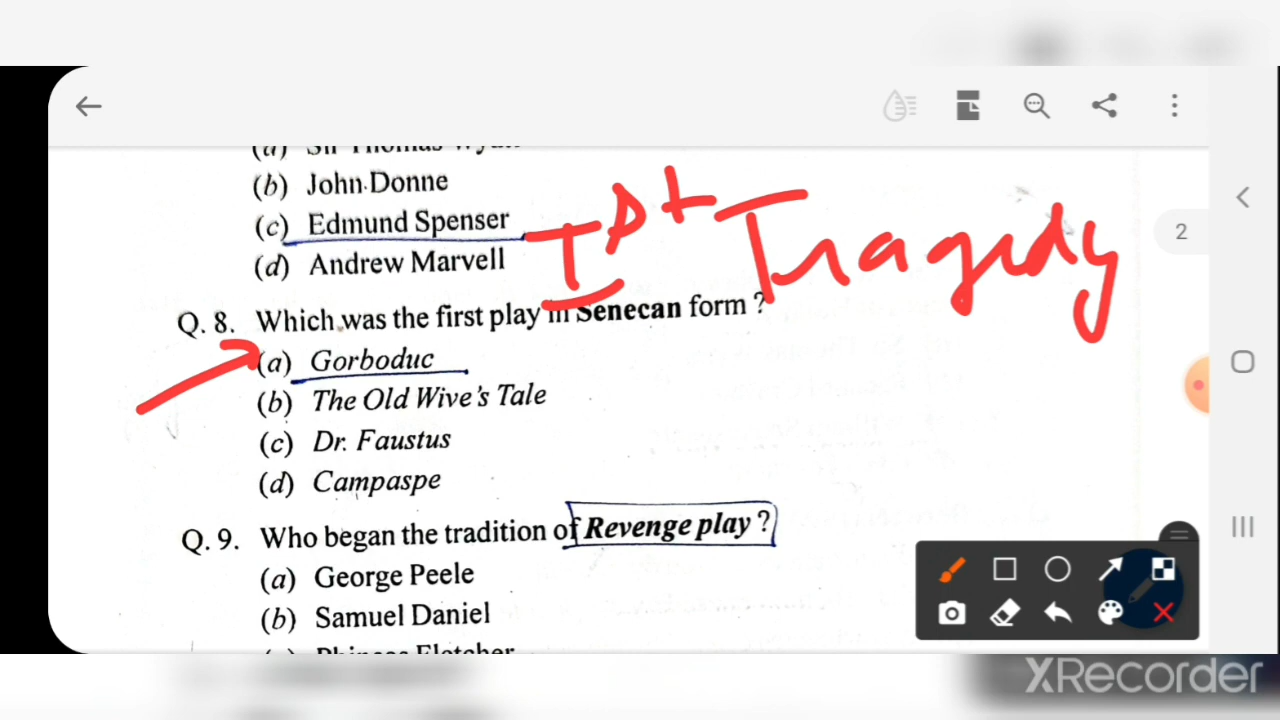 (b) John Donne
(c) Edmund Spenser
(d) Andrew Marvell
Ist Tragedy
2
Q. 8. Which was the first play in Senecan form ?
(a) Gorboduc
(b) The Old Wive's Tale
(c) Dr. Faustus
(d) Campaspe
Q. 9. Who began the tradition of Revenge play ?
(a) George Peele
(b) Samuel Daniel
Fletcher
XRecorder